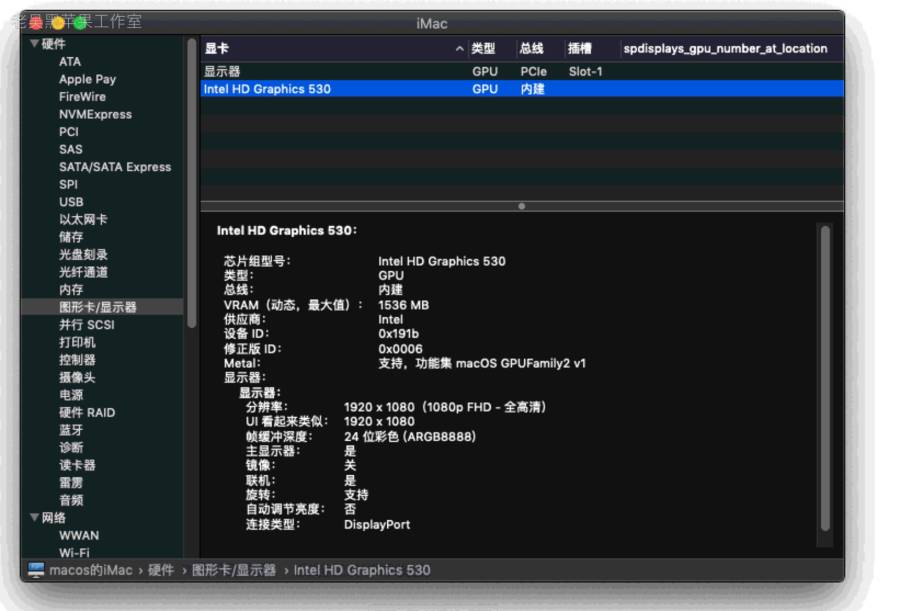 老吴黑苹果工作室
iMac
硬件
ATA
Apple Pay
FireWire
NVMExpress
PCI
SAS
SATA/SATA Express
SPI
USB
以太网卡
储存
光盘刻录
光纤通道
内存
图形卡/显示器
并行 SCSI
打印机
控制器
摄像头
电源
硬件 RAID
蓝牙
诊断
读卡器
雷雳
音频
网络
WWAN
Wi-Fi
显卡 类型 总线 插槽 spdisplays_gpu_number_at_location
显示器 GPU PCIe Slot-1
Intel HD Graphics 530 GPU 内建
Intel HD Graphics 530:
芯片组型号: Intel HD Graphics 530
类型: GPU
总线: 内建
VRAM（动态，最大值）: 1536 MB
供应商: Intel
设备 ID: 0x191b
修正版 ID: 0x0006
Metal: 支持，功能集 macOS GPUFamily2 v1
显示器:
显示器:
分辨率: 1920 x 1080（1080p FHD - 全高清）
UI 看起来类似: 1920 x 1080
帧缓冲深度: 24 位彩色 (ARGB8888)
主显示器: 是
镜像: 关
联机: 是
旋转: 支持
自动调节亮度: 否
连接类型: DisplayPort
macos的iMac › 硬件 › 图形卡/显示器 › Intel HD Graphics 530